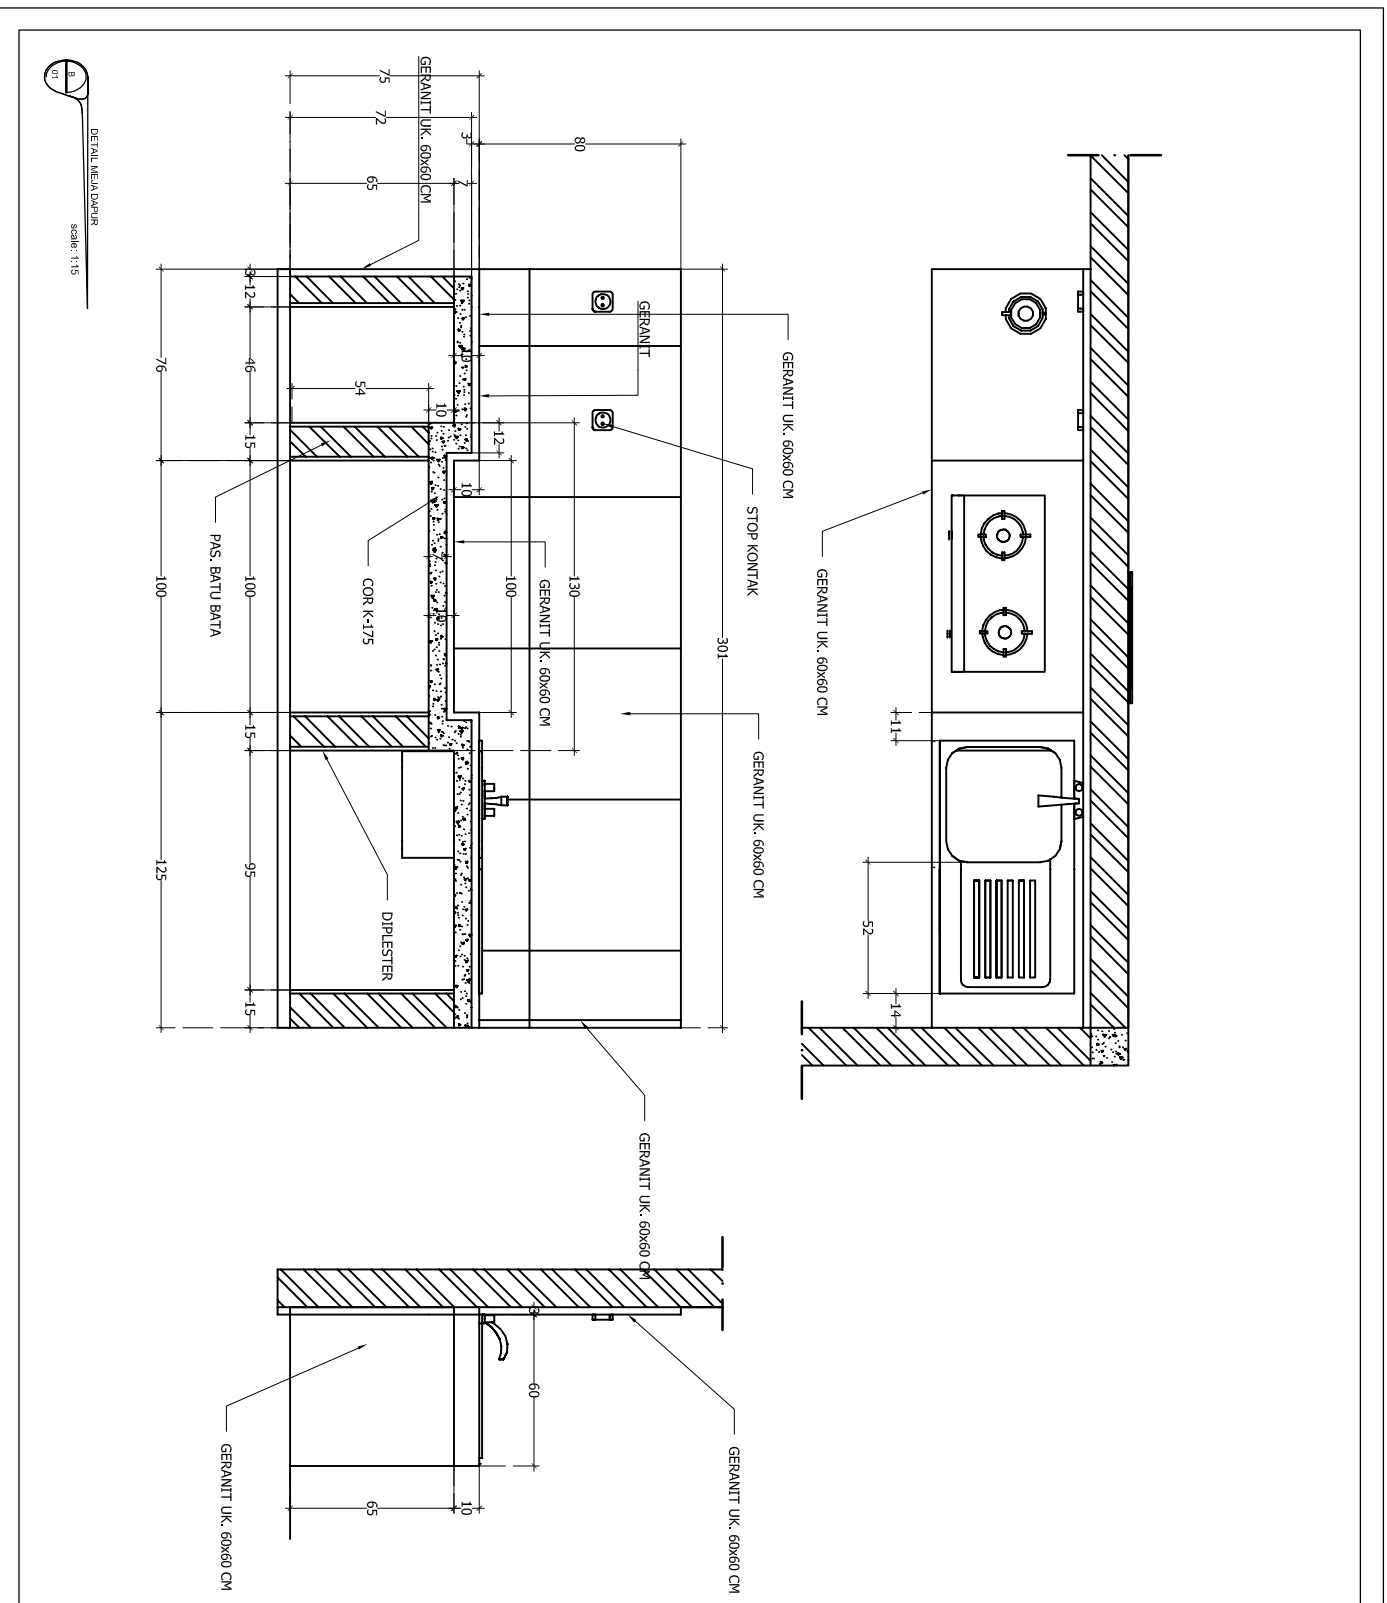 GERANIT UK. 60x60 CM
11
14
52
GERANIT UK. 60x60 CM
STOP KONTAK
GERANIT UK. 60x60 CM
301
GERANIT
GERANIT UK. 60x60 CM
80
130
GERANIT UK. 60x60 CM
100
12
3
10
10
10
10
7
7
GERANIT UK. 60x60 CM
75
72
65
54
COR K-175
DIPLESTER
PAS. BATU BATA
3
12
46
15
100
15
95
15
76
100
125
GERANIT UK. 60x60 CM
3
60
10
65
GERANIT UK. 60x60 CM
B
01
DETAIL MEJA DAPUR
scale: 1:15